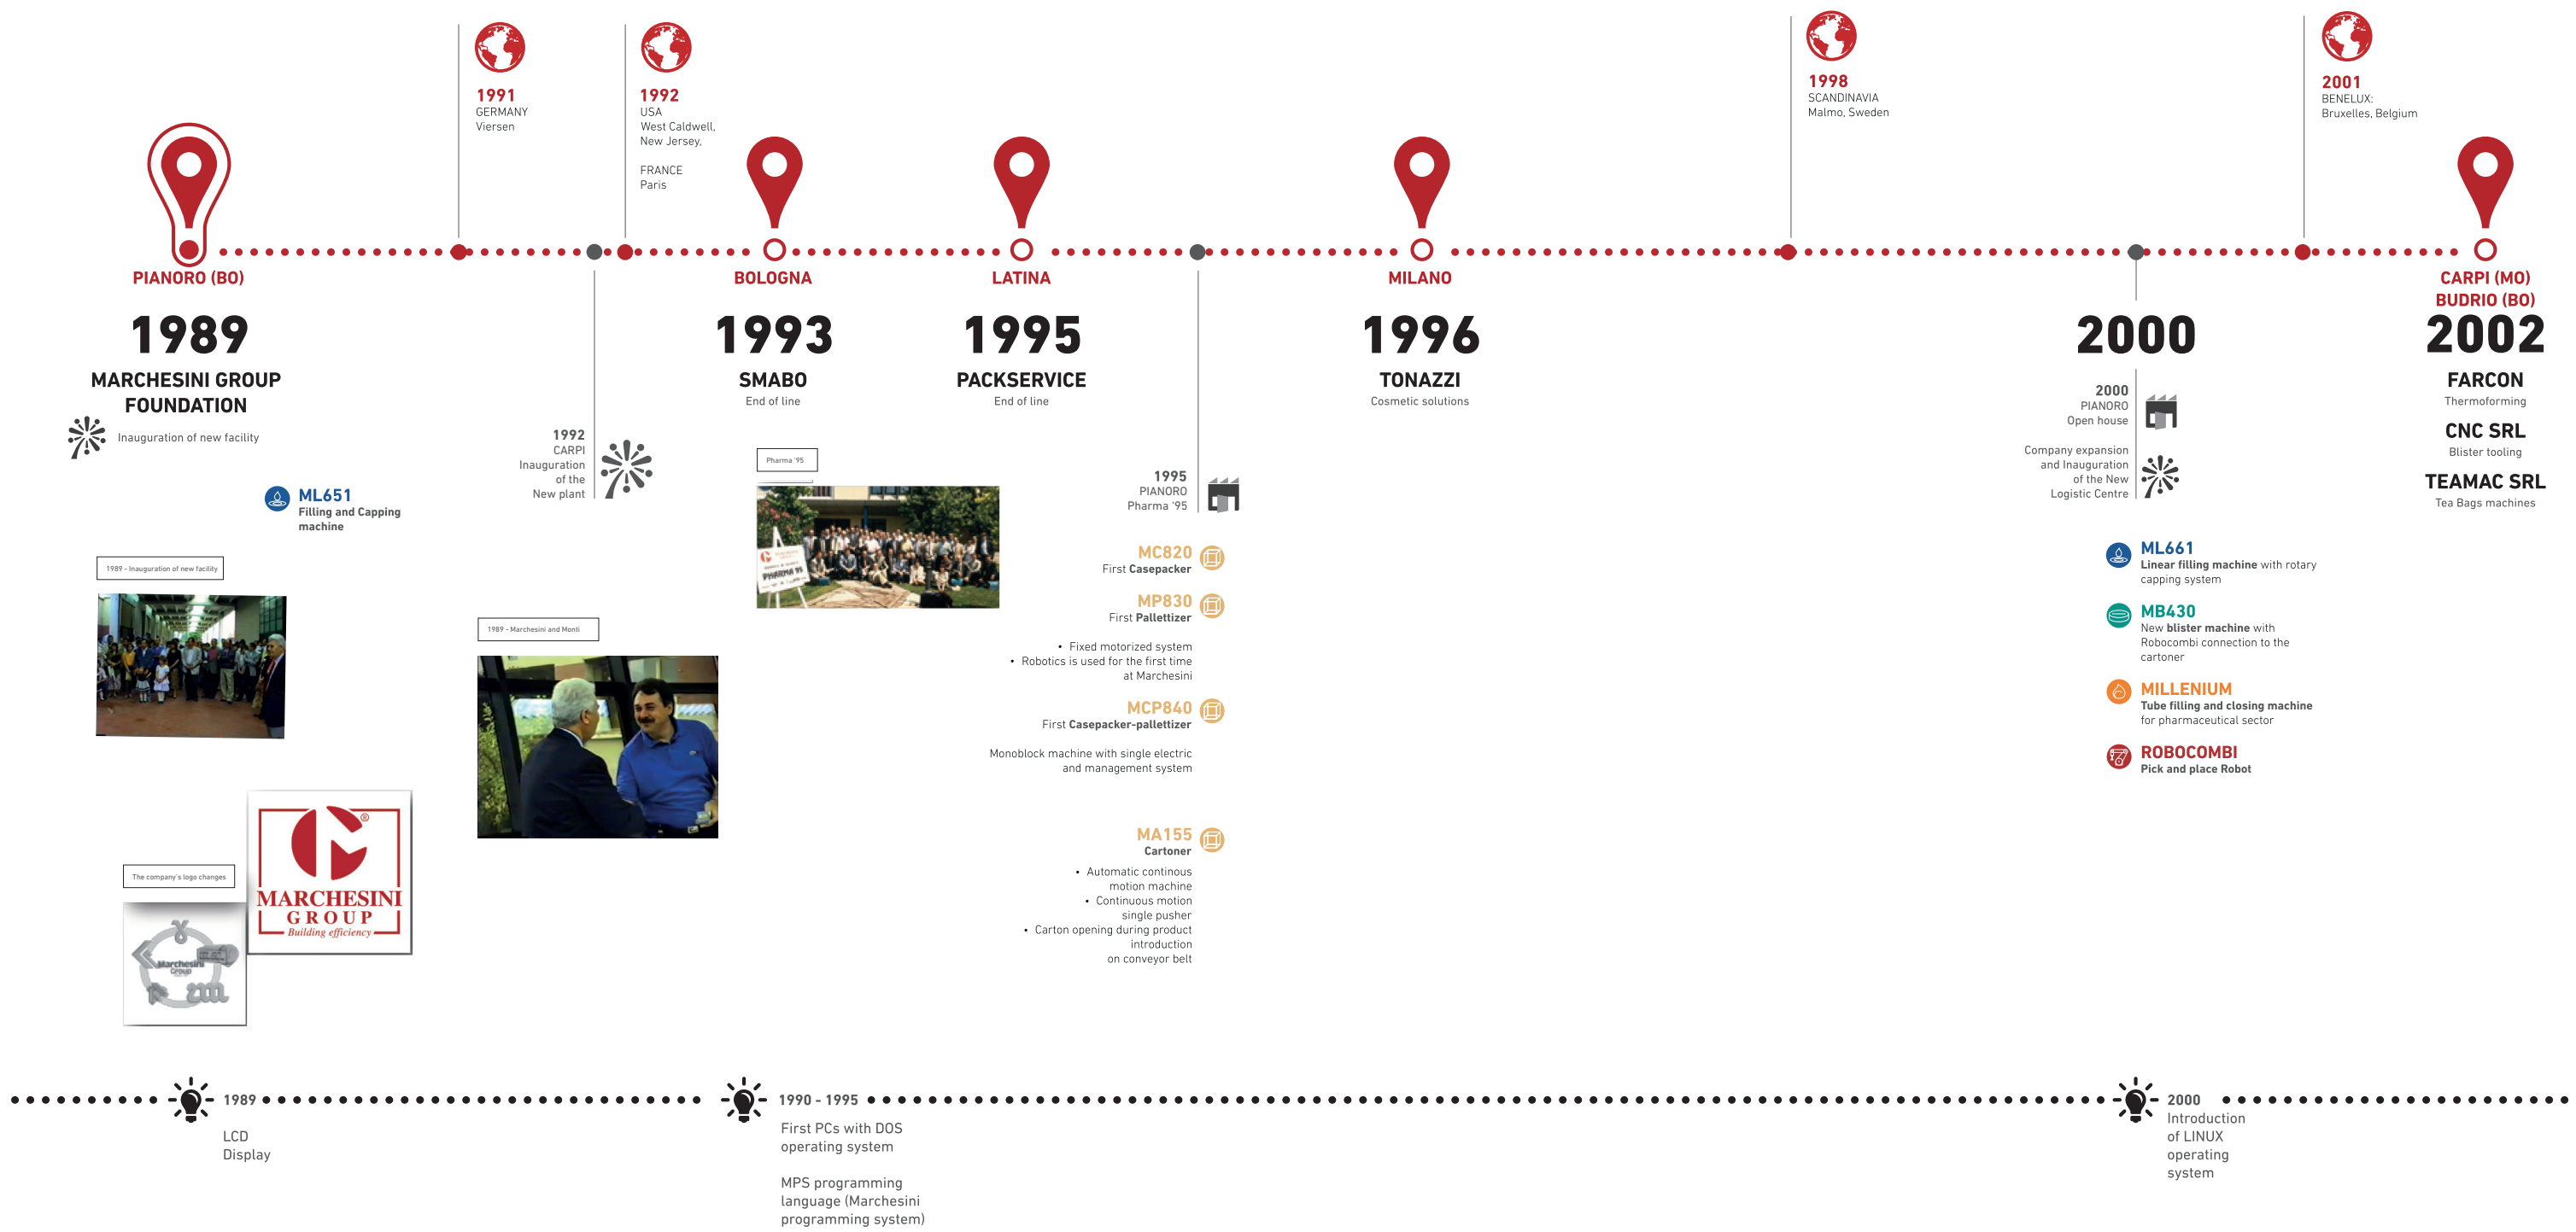 1991
GERMANY
Viersen
1992
USA
West Caldwell,
New Jersey,
FRANCE
Paris
1998
SCANDINAVIA
Malmo, Sweden
2001
BENELUX:
Bruxelles, Belgium
PIANORO (BO)
1989
MARCHESINI GROUP
FOUNDATION
Inauguration of new facility
ML651
Filling and Capping
machine
1989 - Inauguration of new facility
The company's logo changes
Marchesini
Group
MARCHESINI
GROUP
Building efficiency
®
1992
CARPI
Inauguration
of the
New plant
1989 - Marchesini and Monti
BOLOGNA
1993
SMABO
End of line
Pharma '95
PHARMA 95
LATINA
1995
PACKSERVICE
End of line
1995
PIANORO
Pharma '95
MC820
First Casepacker
MP830
First Pallettizer
• Fixed motorized system
• Robotics is used for the first time
at Marchesini
MCP840
First Casepacker-pallettizer
Monoblock machine with single electric
and management system
MA155
Cartoner
• Automatic continous
motion machine
• Continuous motion
single pusher
• Carton opening during product
introduction
on conveyor belt
MILANO
1996
TONAZZI
Cosmetic solutions
2000
2000
PIANORO
Open house
Company expansion
and Inauguration
of the New
Logistic Centre
ML661
Linear filling machine with rotary
capping system
MB430
New blister machine with
Robocombi connection to the
cartoner
MILLENIUM
Tube filling and closing machine
for pharmaceutical sector
ROBOCOMBI
Pick and place Robot
CARPI (MO)
BUDRIO (BO)
2002
FARCON
Thermoforming
CNC SRL
Blister tooling
TEAMAC SRL
Tea Bags machines
1989
LCD
Display
1990 - 1995
First PCs with DOS
operating system
MPS programming
language (Marchesini
programming system)
2000
Introduction
of LINUX
operating
system